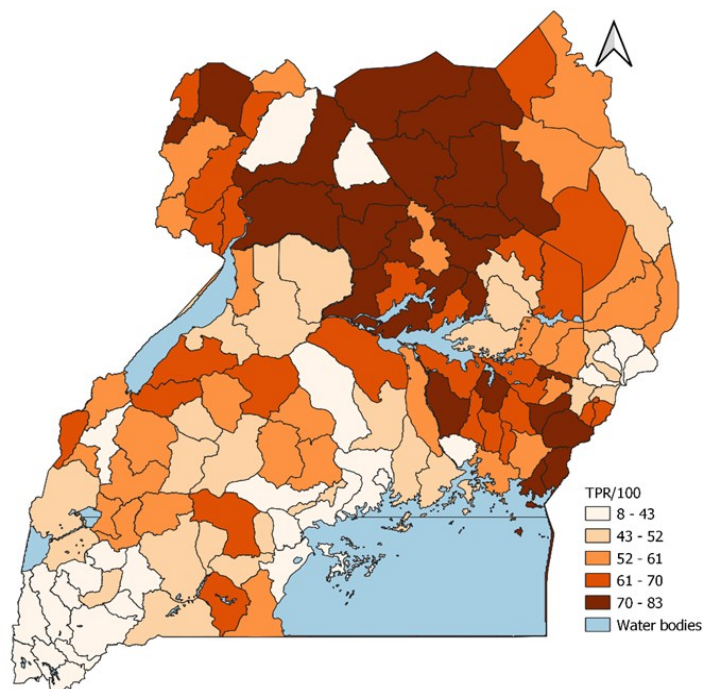 TPR/100
8 - 43
43 - 52
52 - 61
61 - 70
70 - 83
Water bodies